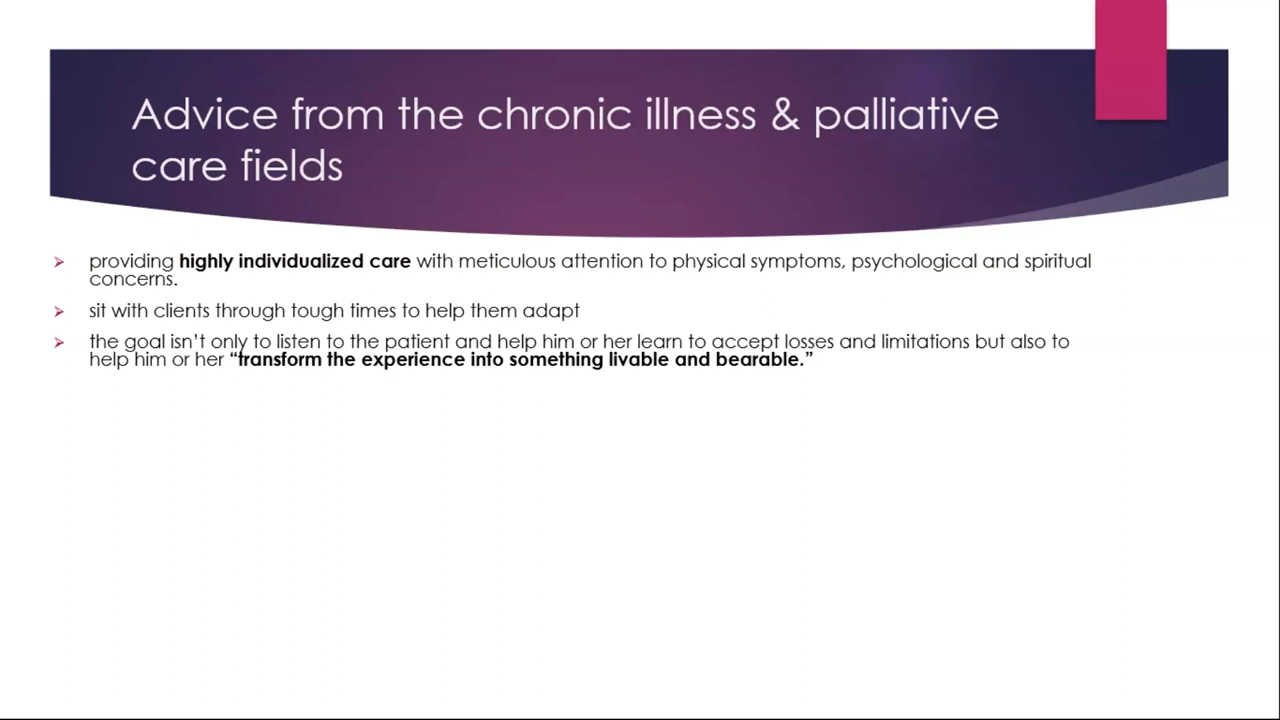 Advice from the chronic illness & palliative
care fields
providing highly individualized care with meticulous attention to physical symptoms, psychological and spiritual
concerns.
sit with clients through tough times to help them adapt
the goal isn’t only to listen to the patient and help him or her learn to accept losses and limitations but also to
help him or her “transform the experience into something livable and bearable.”